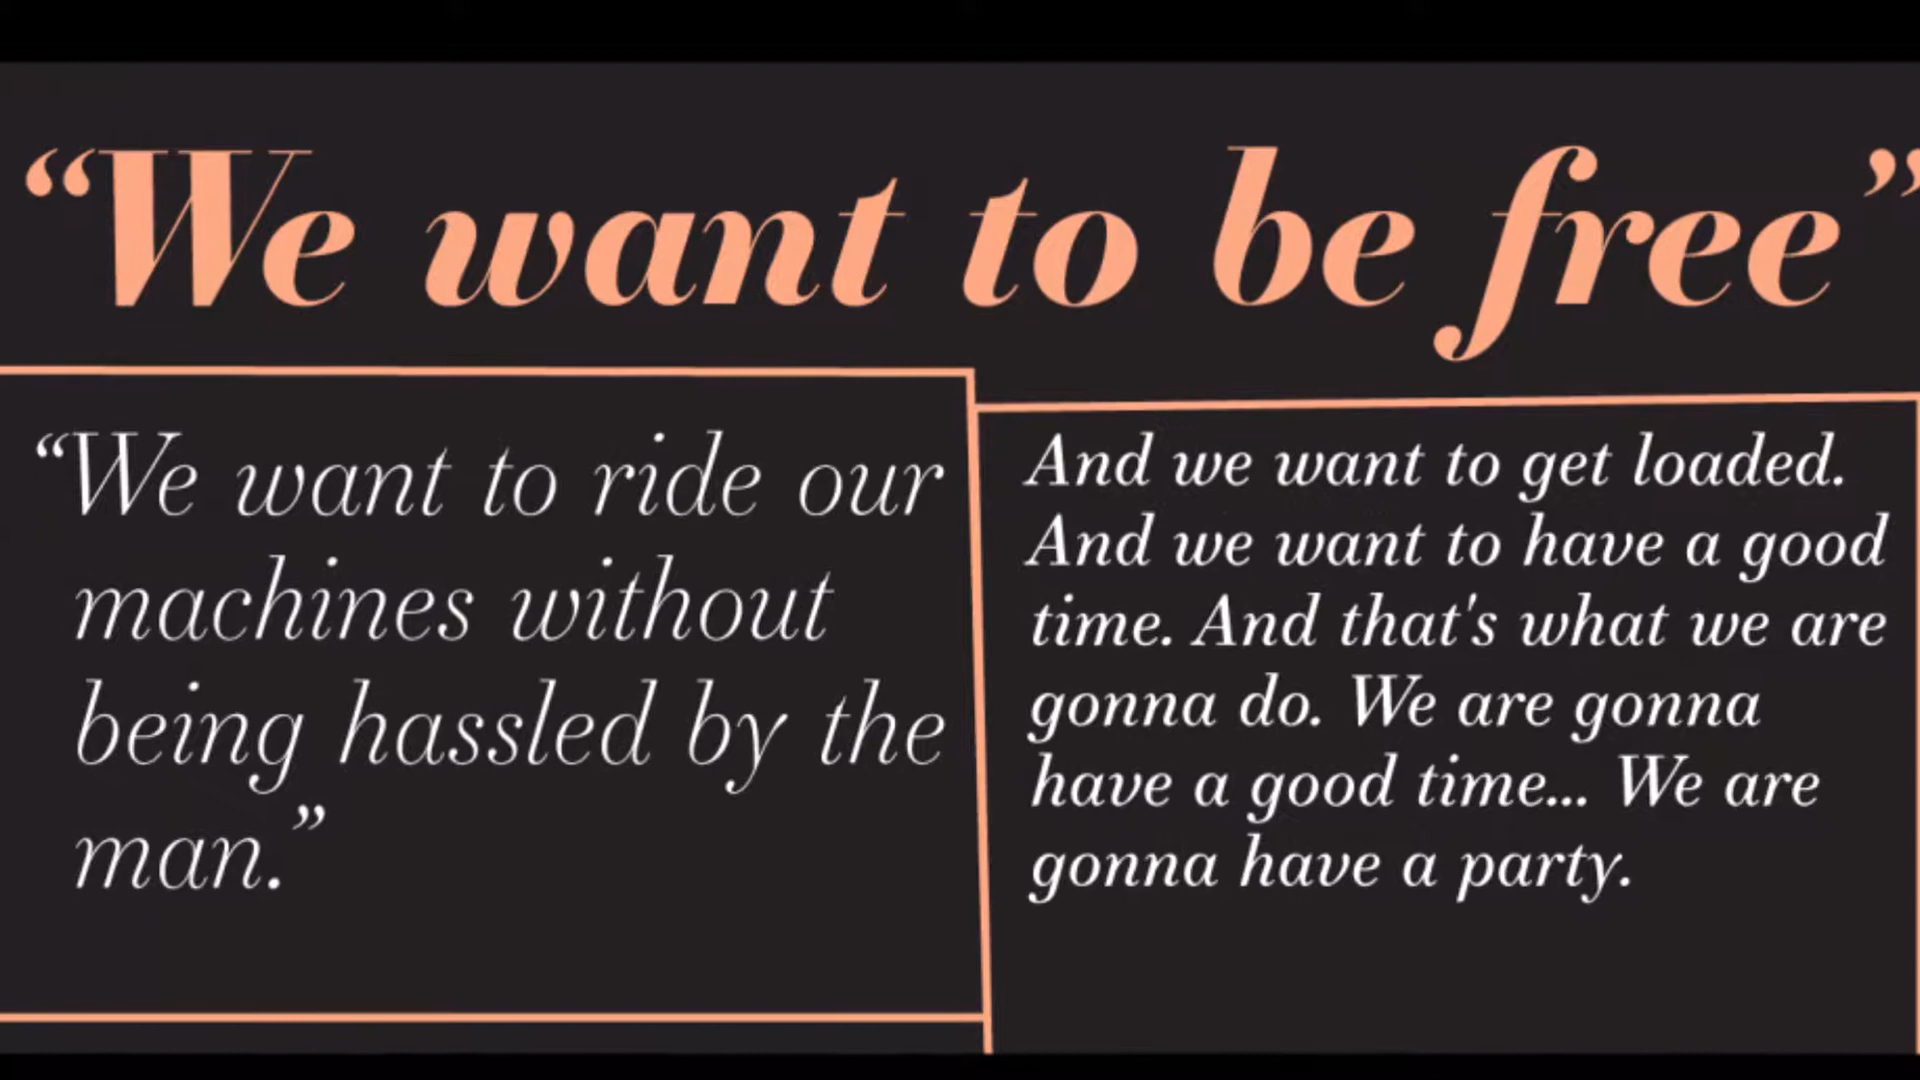 “We want to be free”
“We want to ride our
machines without
being hassled by the
man.”
And we want to get loaded.
And we want to have a good
time. And that's what we are
gonna do. We are gonna
have a good time... We are
gonna have a party.